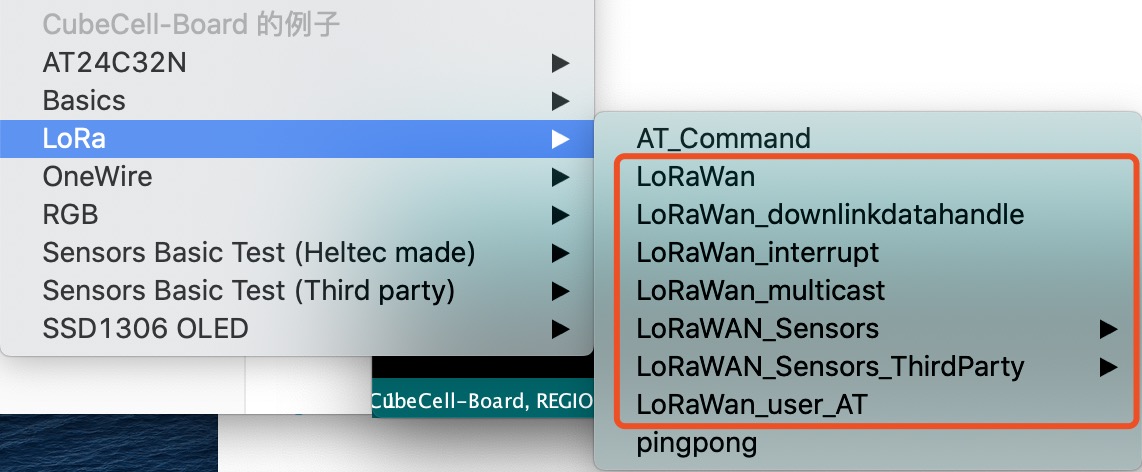 CubeCell-Board 的例子
AT24C32N
Basics
LoRa
OneWire
RGB
Sensors Basic Test (Heltec made)
Sensors Basic Test (Third party)
SSD1306 OLED
AT_Command
LoRaWan
LoRaWan_downlinkdatahandle
LoRaWan_interrupt
LoRaWan_multicast
LoRaWAN_Sensors
LoRaWAN_Sensors_ThirdParty
LoRaWan_user_AT
pingpong
CubeCell-Board, REGIO